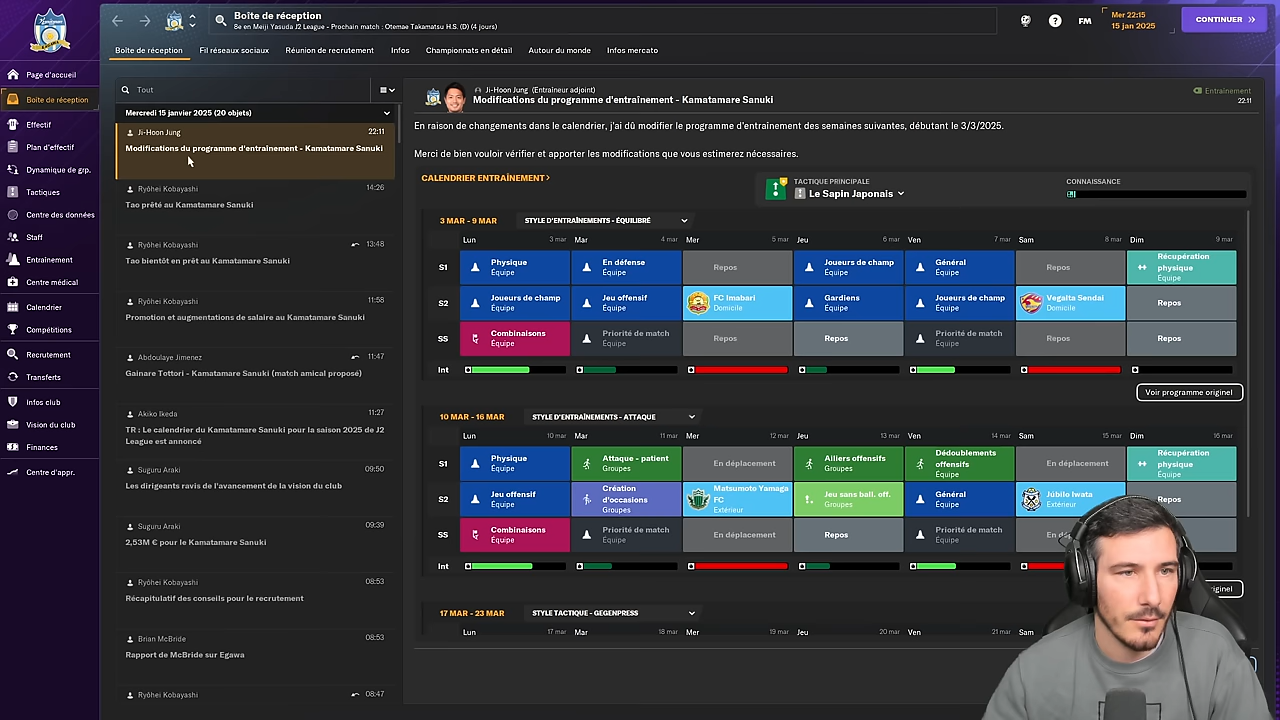 Boîte de réception
8e en Meiji Yasuda J2 League - Prochain match : Otemae Takamatsu H.S. (D) (4 jours)
FM
Mer 22:15
15 jan 2025
CONTINUER
Boîte de réception
Fil réseaux sociaux
Réunion de recrutement
Infos
Championnats en détail
Autour du monde
Infos mercato
Page d'accueil
Boîte de réception
Effectif
Plan d'effectif
Dynamique de grp.
Tactiques
Centre des données
Staff
Entraînement
Centre médical
Calendrier
Compétitions
Recrutement
Transferts
Infos club
Vision du club
Finances
Centre d'appr.
Tout
Mercredi 15 janvier 2025 (20 objets)
Ji-Hoon Jung 22:11
Modifications du programme d'entraînement - Kamatamare Sanuki
Ryôhei Kobayashi 14:26
Tao prêté au Kamatamare Sanuki
Ryôhei Kobayashi 13:48
Tao bientôt en prêt au Kamatamare Sanuki
Ryôhei Kobayashi 11:58
Promotion et augmentations de salaire au Kamatamare Sanuki
Abdoulaye Jimenez 11:47
Gainare Tottori - Kamatamare Sanuki (match amical proposé)
Akiko Ikeda 11:27
TR : Le calendrier du Kamatamare Sanuki pour la saison 2025 de J2
League est annoncé
Suguru Araki 09:50
Les dirigeants ravis de l'avancement de la vision du club
Suguru Araki 09:39
2,53M € pour le Kamatamare Sanuki
Ryôhei Kobayashi 08:53
Récapitulatif des conseils pour le recrutement
Brian McBride 08:53
Rapport de McBride sur Egawa
Ryôhei Kobayashi 08:47
Ji-Hoon Jung (Entraîneur adjoint)
Modifications du programme d'entraînement - Kamatamare Sanuki
Entraînement
22:11
En raison de changements dans le calendrier, j'ai dû modifier le programme d'entraînement des semaines suivantes, débutant le 3/3/2025.
Merci de bien vouloir vérifier et apporter les modifications que vous estimerez nécessaires.
CALENDRIER ENTRAÎNEMENT
TACTIQUE PRINCIPALE
Le Sapin Japonais
CONNAISSANCE
3 MAR - 9 MAR
STYLE D'ENTRAÎNEMENTS - ÉQUILIBRÉ
Lun 3 mar Mar 4 mar Mer 5 mar Jeu 6 mar Ven 7 mar Sam 8 mar Dim 9 mar
S1
Physique
Équipe
En défense
Équipe
Repos
Joueurs de champ
Équipe
Général
Équipe
Repos
Récupération
physique
Équipe
S2
Joueurs de champ
Équipe
Jeu offensif
Équipe
FC Imabari
Domicile
Gardiens
Équipe
Joueurs de champ
Équipe
Vegalta Sendai
Domicile
Repos
SS
Combinaisons
Équipe
Priorité de match
Équipe
Repos
Repos
Priorité de match
Équipe
Repos
Repos
Int
Voir programme originel
10 MAR - 16 MAR
STYLE D'ENTRAÎNEMENTS - ATTAQUE
Lun 10 mar Mar 11 mar Mer 12 mar Jeu 13 mar Ven 14 mar Sam 15 mar Dim 16 mar
S1
Physique
Équipe
Attaque - patient
Groupes
En déplacement
Ailiers offensifs
Groupes
Dédoublements
offensifs
Groupes
En déplacement
Récupération
physique
Équipe
S2
Jeu offensif
Équipe
Création
d'occasions
Groupes
Matsumoto Yamaga
FC
Extérieur
Jeu sans ball. off.
Groupes
Général
Équipe
Júbilo Iwata
Extérieur
Repos
SS
Combinaisons
Équipe
Priorité de match
Équipe
En déplacement
Repos
Priorité de match
Équipe
En dé
Int
ginel
17 MAR - 23 MAR
STYLE TACTIQUE - GEGENPRESS
Lun 17 mar Mar 18 mar Mer 19 mar Jeu 20 mar Ven 21 mar Sam